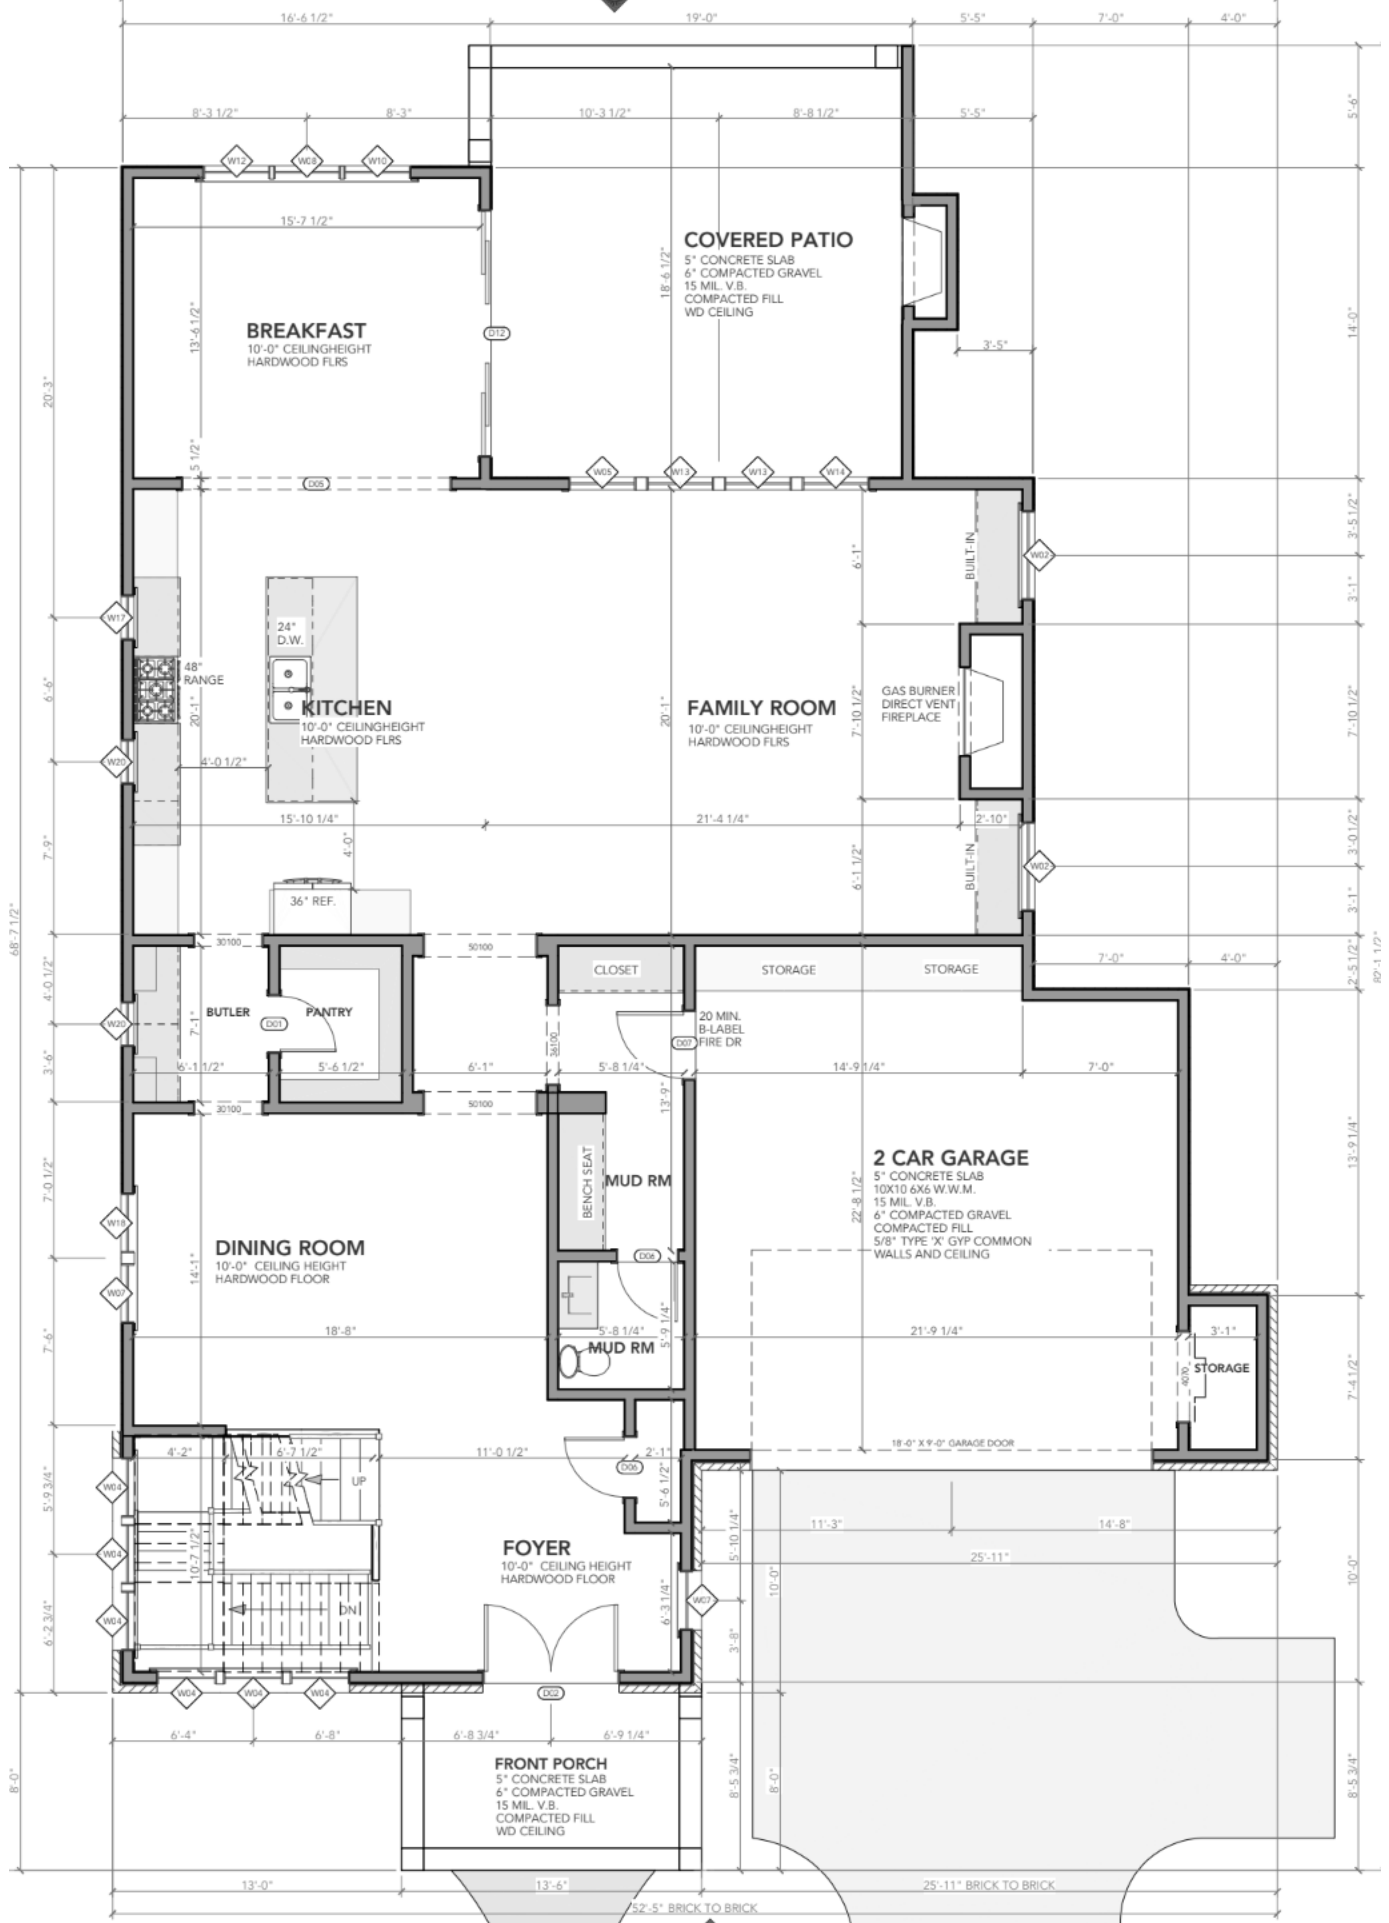 16'-6 1/2"
19'-0"
5'-5"
7'-0"
4'-0"
8'-3 1/2"
8'-3"
10'-3 1/2"
8'-8 1/2"
5'-5"
5'-6"
W12
W08
W10
15'-7 1/2"
COVERED PATIO
5" CONCRETE SLAB
6" COMPACTED GRAVEL
15 MIL. V.B.
COMPACTED FILL
WD CEILING
18'-6 1/2"
BREAKFAST
10'-0" CEILINGHEIGHT
HARDWOOD FLRS
13'-6 1/2"
D12
3'-5"
14'-0"
20'-3"
5 1/2"
D05
W05
W13
W13
W14
BUILT-IN
W02
6'-1"
3'-5 1/2"
3'-1"
W17
24"
D.W.
48"
RANGE
6'-6"
20'-1"
KITCHEN
10'-0" CEILINGHEIGHT
HARDWOOD FLRS
20'-1"
FAMILY ROOM
10'-0" CEILINGHEIGHT
HARDWOOD FLRS
7'-10 1/2"
GAS BURNER
DIRECT VENT
FIREPLACE
7'-10 1/2"
W20
4'-0 1/2"
15'-10 1/4"
21'-4 1/4"
2'-10"
7'-9"
4'-0"
6'-1 1/2"
BUILT-IN
W02
3'-0 1/2"
3'-1"
36" REF.
68'-7 1/2"
82'-1 1/2"
30100
50100
CLOSET
STORAGE
STORAGE
7'-0"
4'-0"
2'-5 1/2"
4'-0 1/2"
BUTLER
PANTRY
D01
W20
7'-1"
36100
20 MIN.
B-LABEL
FIRE DR
D07
3'-6"
6'-1 1/2"
5'-6 1/2"
6'-1"
5'-8 1/4"
14'-9 1/4"
7'-0"
13'-9"
30100
50100
13'-9 1/4"
7'-0 1/2"
BENCH SEAT
MUD RM
2 CAR GARAGE
5" CONCRETE SLAB
10X10 6X6 W.W.M.
15 MIL. V.B.
6" COMPACTED GRAVEL
COMPACTED FILL
5/8" TYPE 'X' GYP COMMON
WALLS AND CEILING
22'-8 1/2"
W18
DINING ROOM
10'-0" CEILING HEIGHT
HARDWOOD FLOOR
14'-1"
D06
W07
7'-6"
18'-8"
5'-8 1/4"
5'-9 1/4"
MUD RM
21'-9 1/4"
3'-1"
4070
STORAGE
7'-4 1/2"
18'-0" X 9'-0" GARAGE DOOR
4'-2"
6'-7 1/2"
11'-0 1/2"
2'-1"
D06
UP
W04
5'-9 3/4"
5'-6 1/2"
11'-3"
14'-8"
5'-10 1/4"
FOYER
10'-0" CEILING HEIGHT
HARDWOOD FLOOR
25'-11"
10'-0"
10'-0"
W04
10'-7 1/2"
DN
W04
6'-2 3/4"
6'-3 1/4"
W07
3'-8"
W04
W04
W04
D02
6'-4"
6'-8"
6'-8 3/4"
6'-9 1/4"
FRONT PORCH
5" CONCRETE SLAB
6" COMPACTED GRAVEL
15 MIL. V.B.
COMPACTED FILL
WD CEILING
8'-0"
8'-5 3/4"
8'-0"
8'-5 3/4"
13'-0"
13'-6"
25'-11" BRICK TO BRICK
52'-5" BRICK TO BRICK